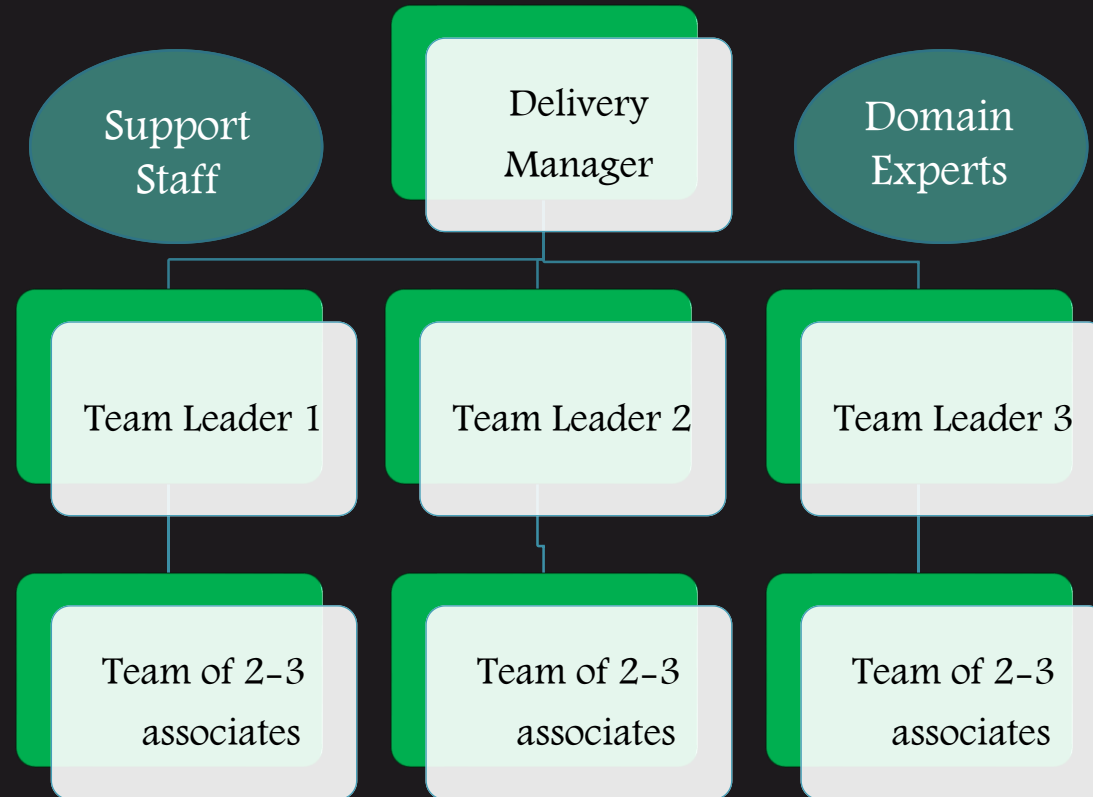 Support
Staff
Delivery
Manager
Domain
Experts
Team Leader 1
Team Leader 2
Team Leader 3
Team of 2-3
associates
Team of 2-3
associates
Team of 2-3
associates